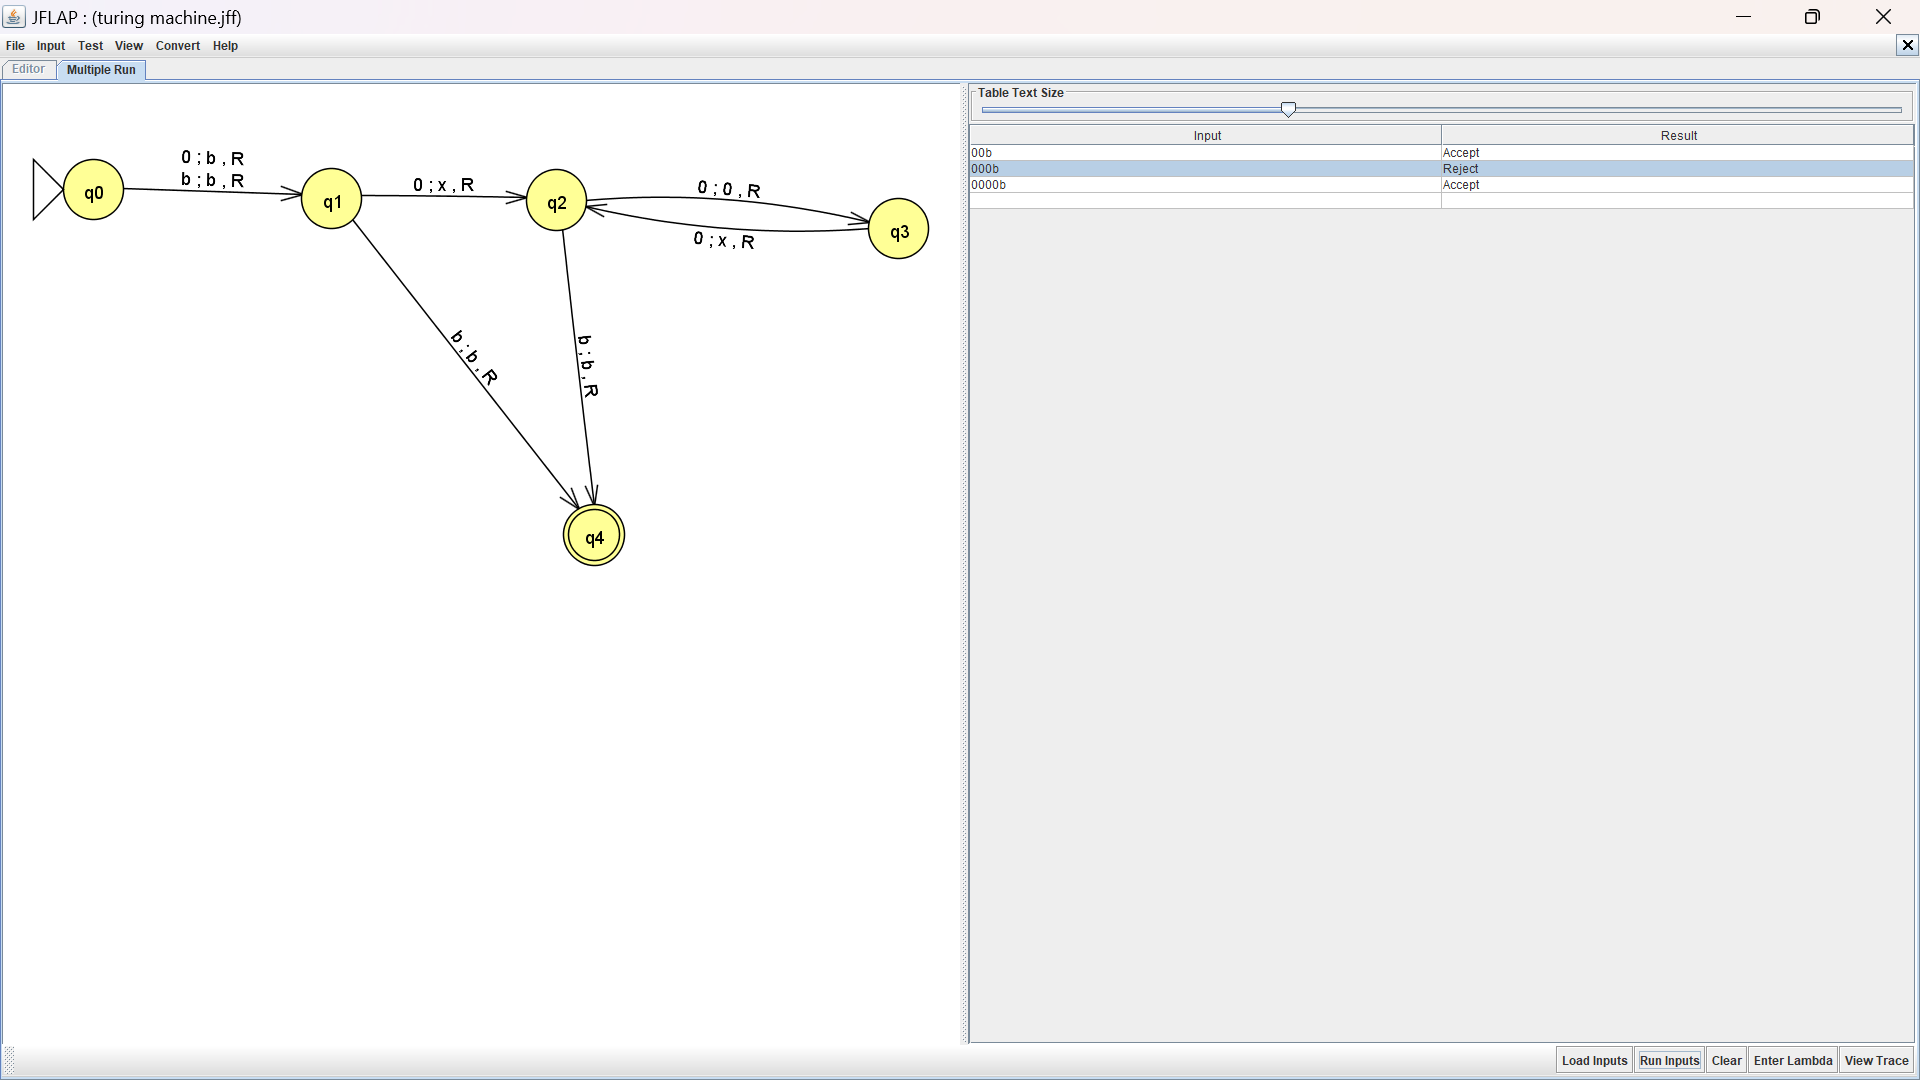 JFLAP : (turing machine.jff)
File Input Test View Convert Help
Editor Multiple Run
Table Text Size
Input Result
00b Accept
000b Reject
0000b Accept
0 ; b , R
b ; b , R
0 ; x , R
0 ; 0 , R
0 ; x , R
q0
q1
q2
q3
b ; b , R
b ; b , R
q4
Load Inputs Run Inputs Clear Enter Lambda View Trace